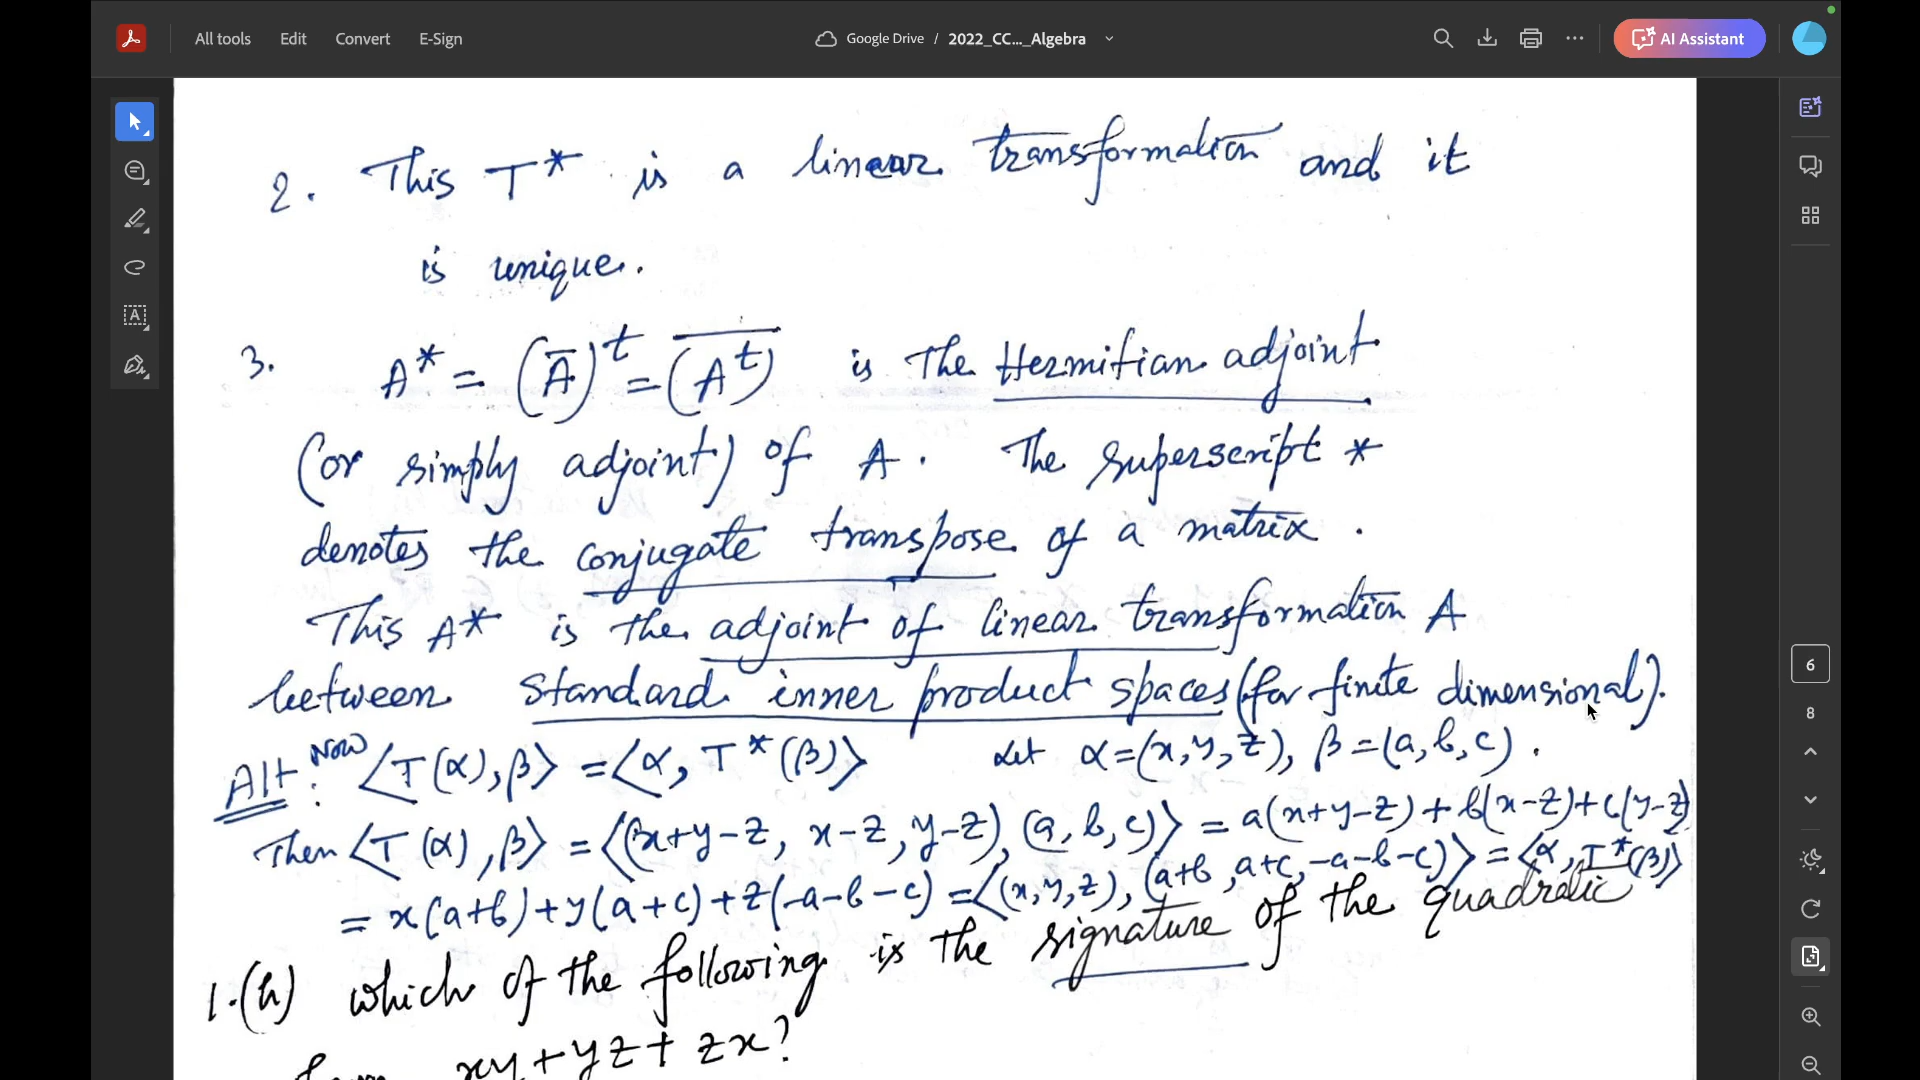 All tools Edit Convert E-Sign Google Drive / 2022_CC..._Algebra AI Assistant
2. This T* is a linear transformation and it
is unique.
3. A* = (Ā)ᵗ = \overline{(Aᵗ)} is the Hermitian adjoint
(or simply adjoint) of A. The superscript *
denotes the conjugate transpose of a matrix.
This A* is the adjoint of linear transformation A
between standard inner product spaces (for finite dimensional).
Alt: Now ⟨T(α), β⟩ = ⟨α, T*(β)⟩ Let α=(x,y,z), β=(a,b,c).
Then ⟨T(α), β⟩ = ⟨(x+y-z, x-z, y-z), (a,b,c)⟩ = a(x+y-z)+b(x-z)+c(y-z)
= x(a+b)+y(a+c)+z(-a-b-c) = ⟨(x,y,z), (a+b, a+c, -a-b-c)⟩ = ⟨α, T*(β)⟩
1.(h) which of the following is the signature of the quadratic
form xy+yz+zx?
6
8